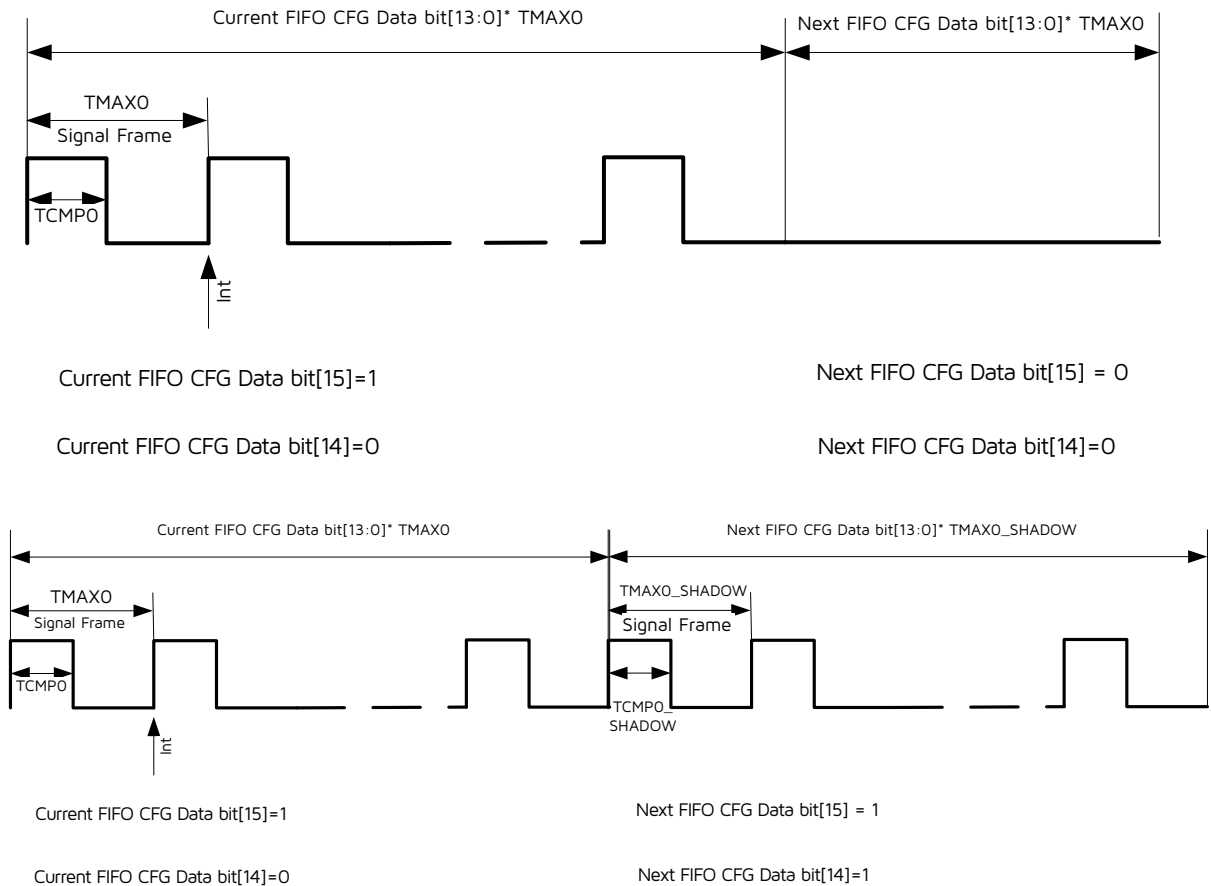 Current FIFO CFG Data bit[13:0]* TMAX0
Next FIFO CFG Data bit[13:0]* TMAX0
TMAX0
Signal Frame
TCMP0
Int
Current FIFO CFG Data bit[15]=1
Next FIFO CFG Data bit[15] = 0
Current FIFO CFG Data bit[14]=0
Next FIFO CFG Data bit[14]=0
Current FIFO CFG Data bit[13:0]* TMAX0
Next FIFO CFG Data bit[13:0]* TMAX0_SHADOW
TMAX0
Signal Frame
TMAX0_SHADOW
Signal Frame
TCMP0
TCMP0_
SHADOW
Int
Current FIFO CFG Data bit[15]=1
Next FIFO CFG Data bit[15] = 1
Current FIFO CFG Data bit[14]=0
Next FIFO CFG Data bit[14]=1